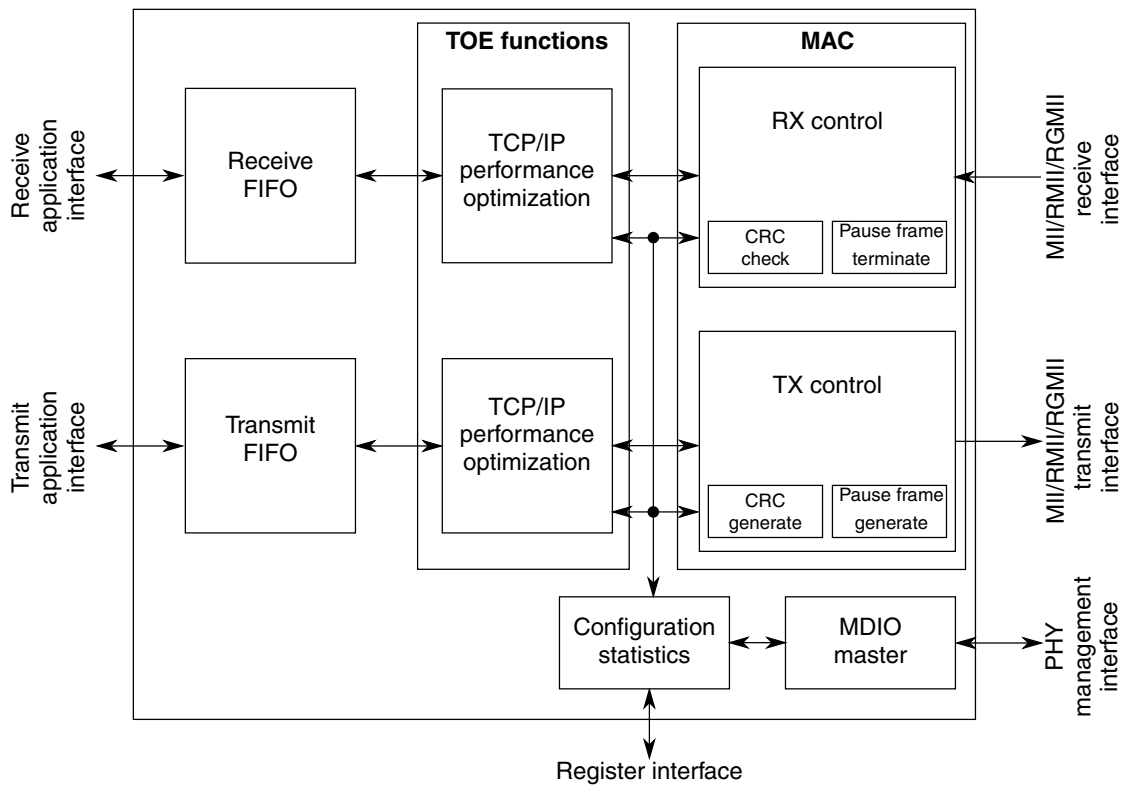 TOE functions
MAC
Receive
application
interface
Receive
FIFO
TCP/IP
performance
optimization
RX control
CRC
check
Pause frame
terminate
MII/RMII/RGMII
receive
interface
Transmit
application
interface
Transmit
FIFO
TCP/IP
performance
optimization
TX control
CRC
generate
Pause frame
generate
MII/RMII/RGMII
transmit
interface
Configuration
statistics
MDIO
master
PHY
management
interface
Register interface